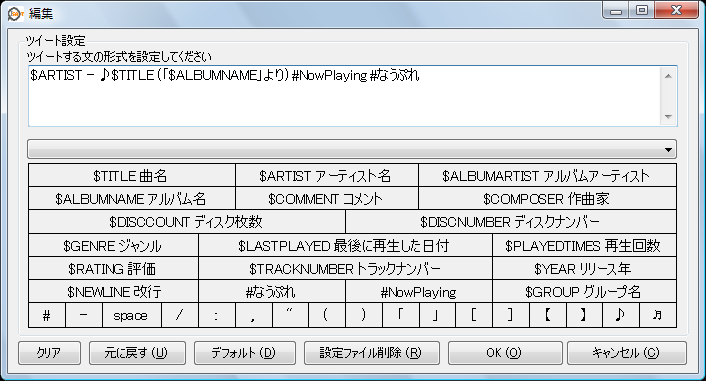 編集
ツイート設定
ツイートする文の形式を設定してください
$ARTIST - ♪$TITLE (「$ALBUMNAME」より) #NowPlaying #なうぷれ
$TITLE 曲名 $ARTIST アーティスト名 $ALBUMARTIST アルバムアーティスト
$ALBUMNAME アルバム名 $COMMENT コメント $COMPOSER 作曲家
$DISCCOUNT ディスク枚数 $DISCNUMBER ディスクナンバー
$GENRE ジャンル $LASTPLAYED 最後に再生した日付 $PLAYEDTIMES 再生回数
$RATING 評価 $TRACKNUMBER トラックナンバー $YEAR リリース年
$NEWLINE 改行 #なうぷれ #NowPlaying $GROUP グループ名
# - space / : , “ ( ) 「 」 [ ] 【 】 ♪ ♬
クリア 元に戻す (U) デフォルト (D) 設定ファイル削除 (R) OK (O) キャンセル (C)